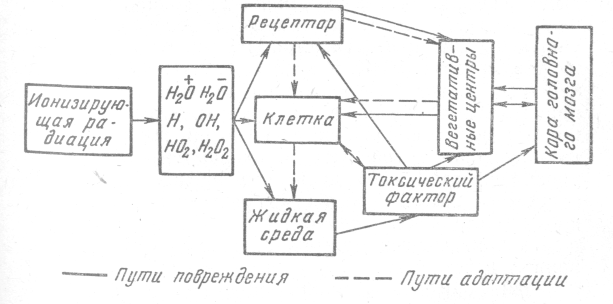 Рецептор
Ионизирую-
щая ра-
диация
H₂O⁺ H₂O⁻
H, OH,
HO₂, H₂O₂
Клетка
Вегетатив-
ные центры
Кора головно-
го мозга
Токсический
фактор
Жидкая
среда
Пути повреждения
Пути адаптации